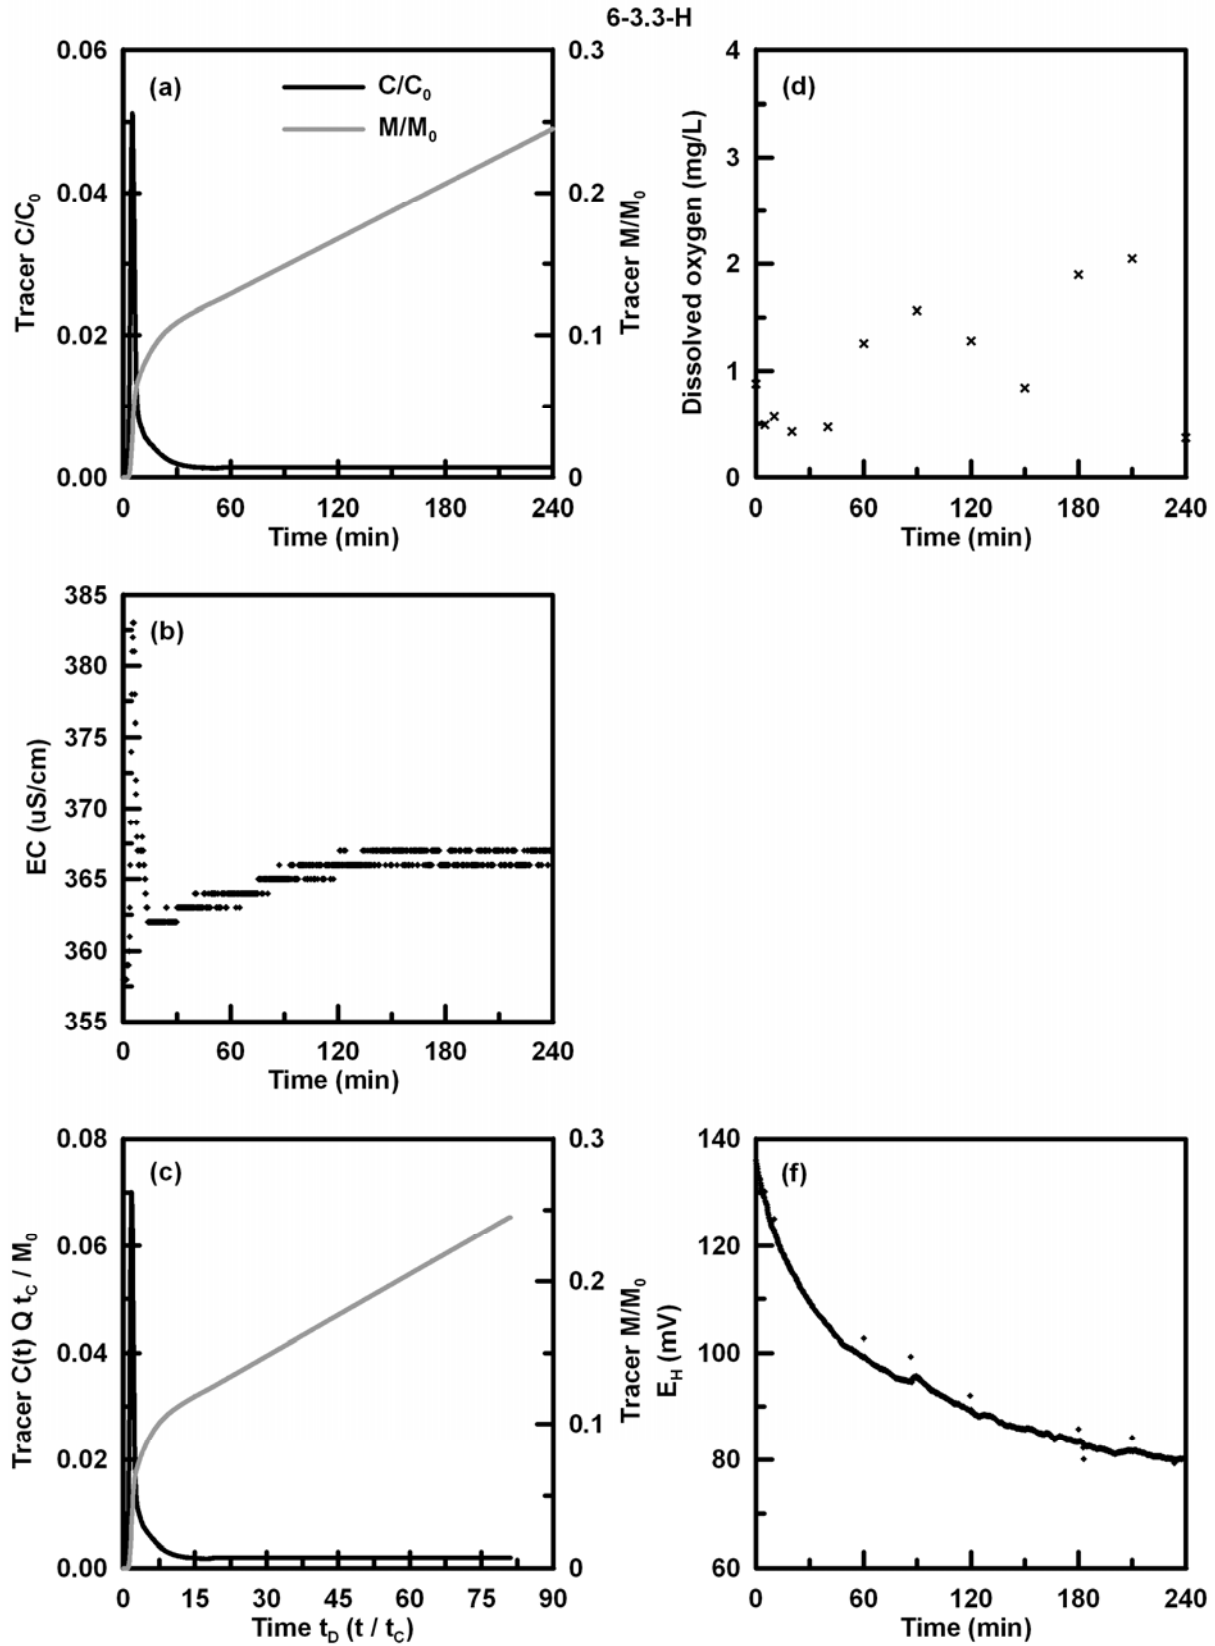 6-3.3-H
(a)
C/C₀
M/M₀
Tracer C/C₀
0.06
0.04
0.02
0.00
Tracer M/M₀
0.3
0.2
0.1
0
0 60 120 180 240
Time (min)
(d)
Dissolved oxygen (mg/L)
4
3
2
1
0
0 60 120 180 240
Time (min)
(b)
EC (uS/cm)
385
380
375
370
365
360
355
0 60 120 180 240
Time (min)
(c)
Tracer C(t) Q t_C / M₀
0.08
0.06
0.04
0.02
0.00
Tracer M/M₀
0.3
0.2
0.1
0
0 15 30 45 60 75 90
Time t_D (t / t_C)
(f)
E_H (mV)
140
120
100
80
60
0 60 120 180 240
Time (min)